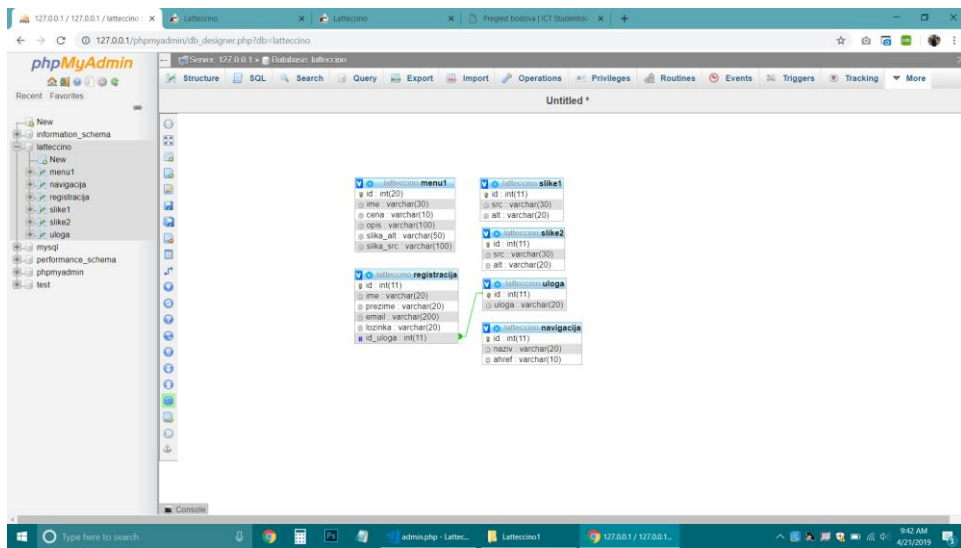 127.0.0.1 / 127.0.0.1 / latteccino
Latteccino
Latteccino
Pregled bodova | ICT Studentski
127.0.0.1/phpmyadmin/db_designer.php?db=latteccino
phpMyAdmin
Recent Favorites
New
information_schema
latteccino
New
menu1
navigacija
registracija
slike1
slike2
uloga
mysql
performance_schema
phpmyadmin
test
Server: 127.0.0.1 » Database: latteccino
Structure SQL Search Query Export Import Operations Privileges Routines Events Triggers Tracking More
Untitled *
latteccino menu1
id : int(20)
ime : varchar(30)
cena : varchar(10)
opis : varchar(100)
slika_alt : varchar(50)
slika_src : varchar(100)
latteccino slike1
id : int(11)
src : varchar(30)
alt : varchar(20)
latteccino slike2
id : int(11)
src : varchar(30)
alt : varchar(20)
latteccino registracija
id : int(11)
ime : varchar(20)
prezime : varchar(20)
email : varchar(200)
lozinka : varchar(20)
id_uloga : int(11)
latteccino uloga
id : int(11)
uloga : varchar(20)
latteccino navigacija
id : int(11)
naziv : varchar(20)
ahref : varchar(10)
Console
Type here to search
Ps
admin.php - Lattec...
Latteccino1
127.0.0.1 / 127.0.0.1...
9:42 AM
4/21/2019